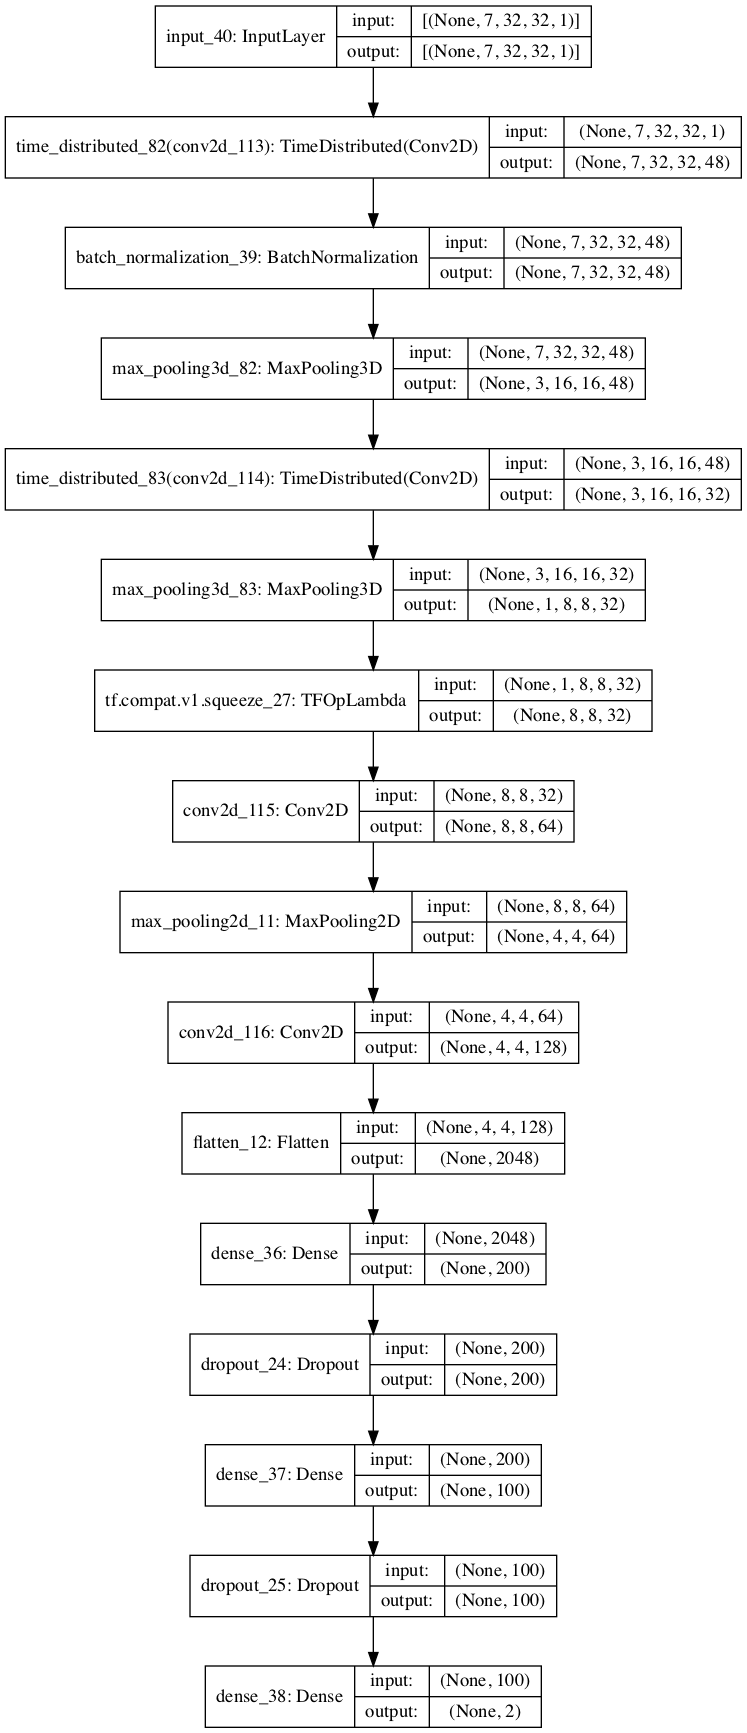 input_40: InputLayer
input: [(None, 7, 32, 32, 1)]
output: [(None, 7, 32, 32, 1)]
time_distributed_82(conv2d_113): TimeDistributed(Conv2D)
input: (None, 7, 32, 32, 1)
output: (None, 7, 32, 32, 48)
batch_normalization_39: BatchNormalization
input: (None, 7, 32, 32, 48)
output: (None, 7, 32, 32, 48)
max_pooling3d_82: MaxPooling3D
input: (None, 7, 32, 32, 48)
output: (None, 3, 16, 16, 48)
time_distributed_83(conv2d_114): TimeDistributed(Conv2D)
input: (None, 3, 16, 16, 48)
output: (None, 3, 16, 16, 32)
max_pooling3d_83: MaxPooling3D
input: (None, 3, 16, 16, 32)
output: (None, 1, 8, 8, 32)
tf.compat.v1.squeeze_27: TFOpLambda
input: (None, 1, 8, 8, 32)
output: (None, 8, 8, 32)
conv2d_115: Conv2D
input: (None, 8, 8, 32)
output: (None, 8, 8, 64)
max_pooling2d_11: MaxPooling2D
input: (None, 8, 8, 64)
output: (None, 4, 4, 64)
conv2d_116: Conv2D
input: (None, 4, 4, 64)
output: (None, 4, 4, 128)
flatten_12: Flatten
input: (None, 4, 4, 128)
output: (None, 2048)
dense_36: Dense
input: (None, 2048)
output: (None, 200)
dropout_24: Dropout
input: (None, 200)
output: (None, 200)
dense_37: Dense
input: (None, 200)
output: (None, 100)
dropout_25: Dropout
input: (None, 100)
output: (None, 100)
dense_38: Dense
input: (None, 100)
output: (None, 2)